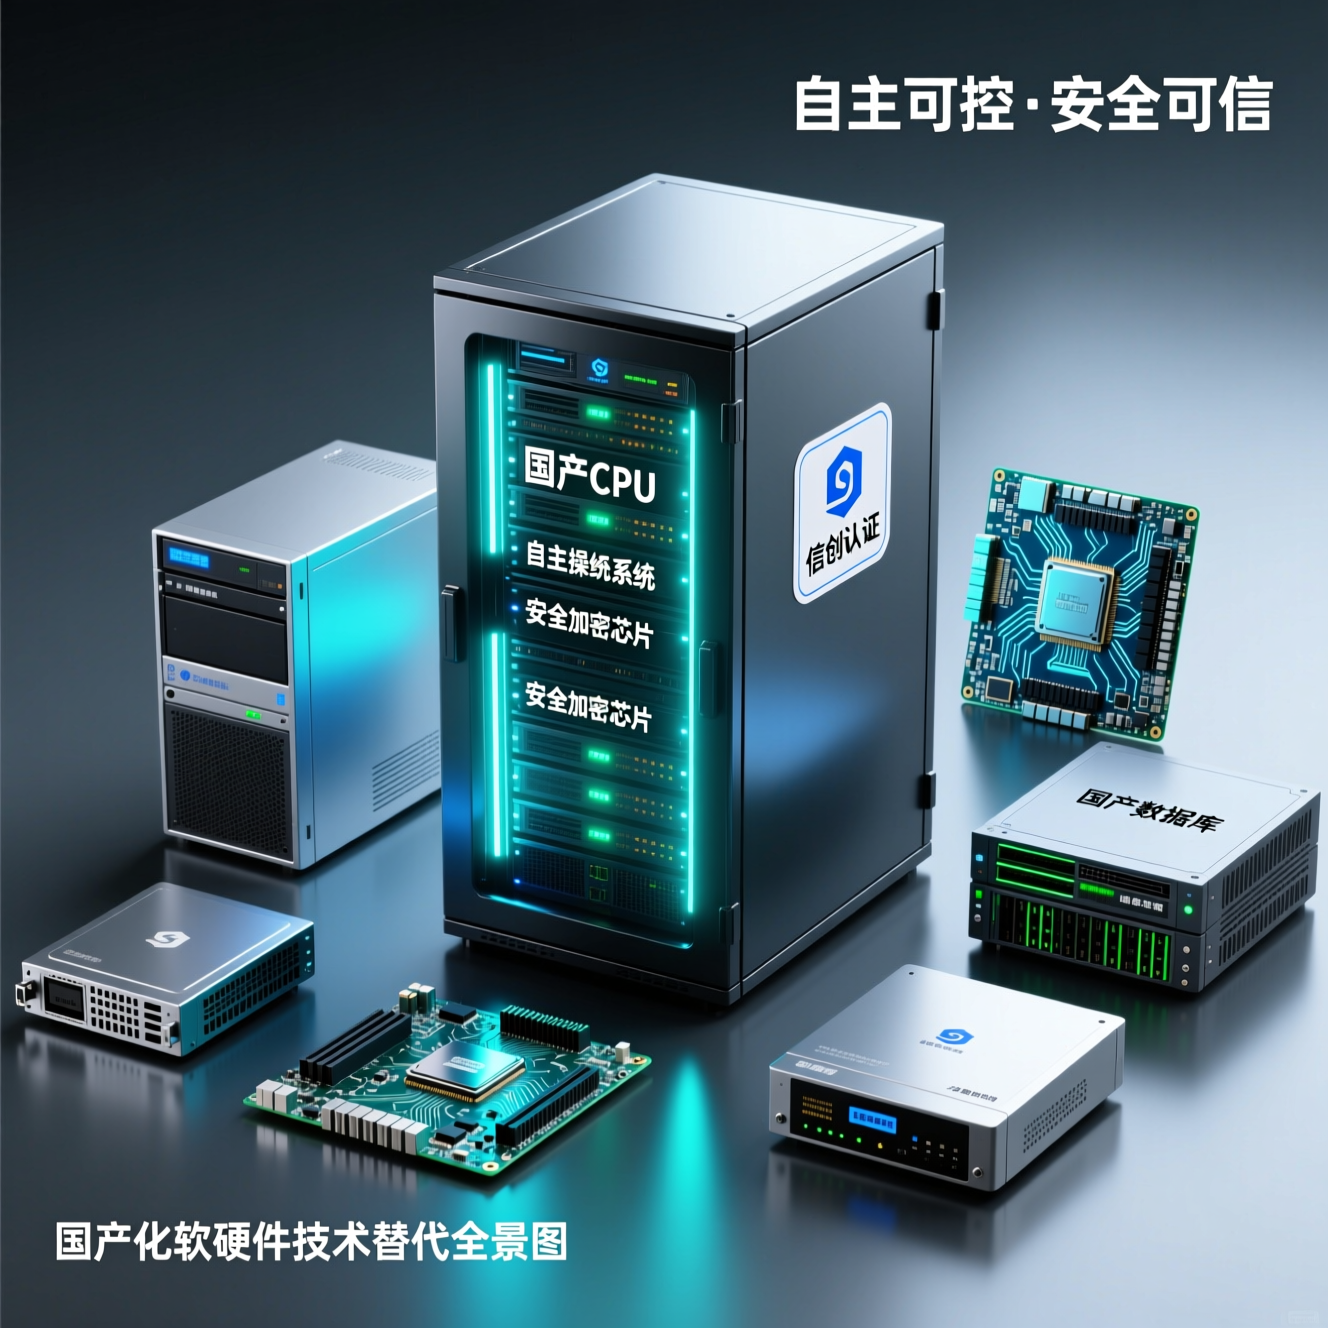 自主可控·安全可信
国产CPU
自主操统系统
安全加密芯片
安全加密芯片
信创认证
国产数据库
国产化软硬件技术替代全景图